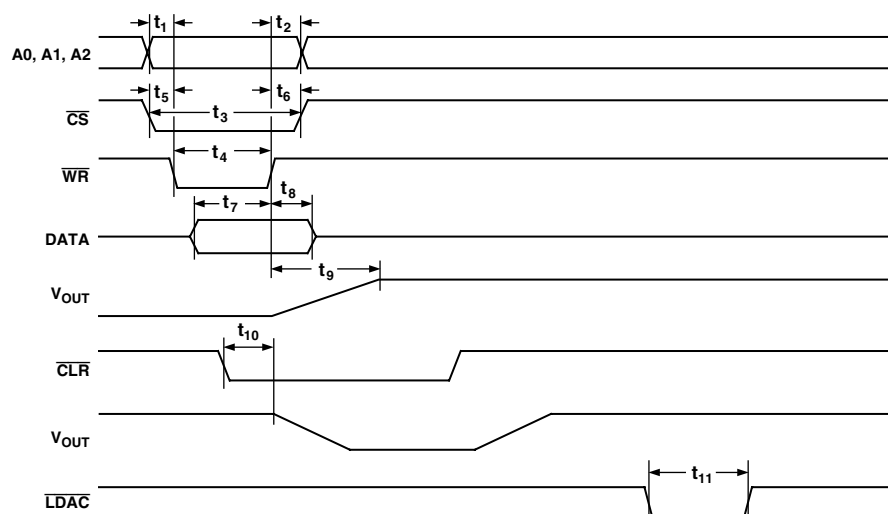 t1 t2
A0, A1, A2
t5 t6
CS t3
WR t4
t7 t8
DATA
t9
VOUT
t10
CLR
VOUT
t11
LDAC